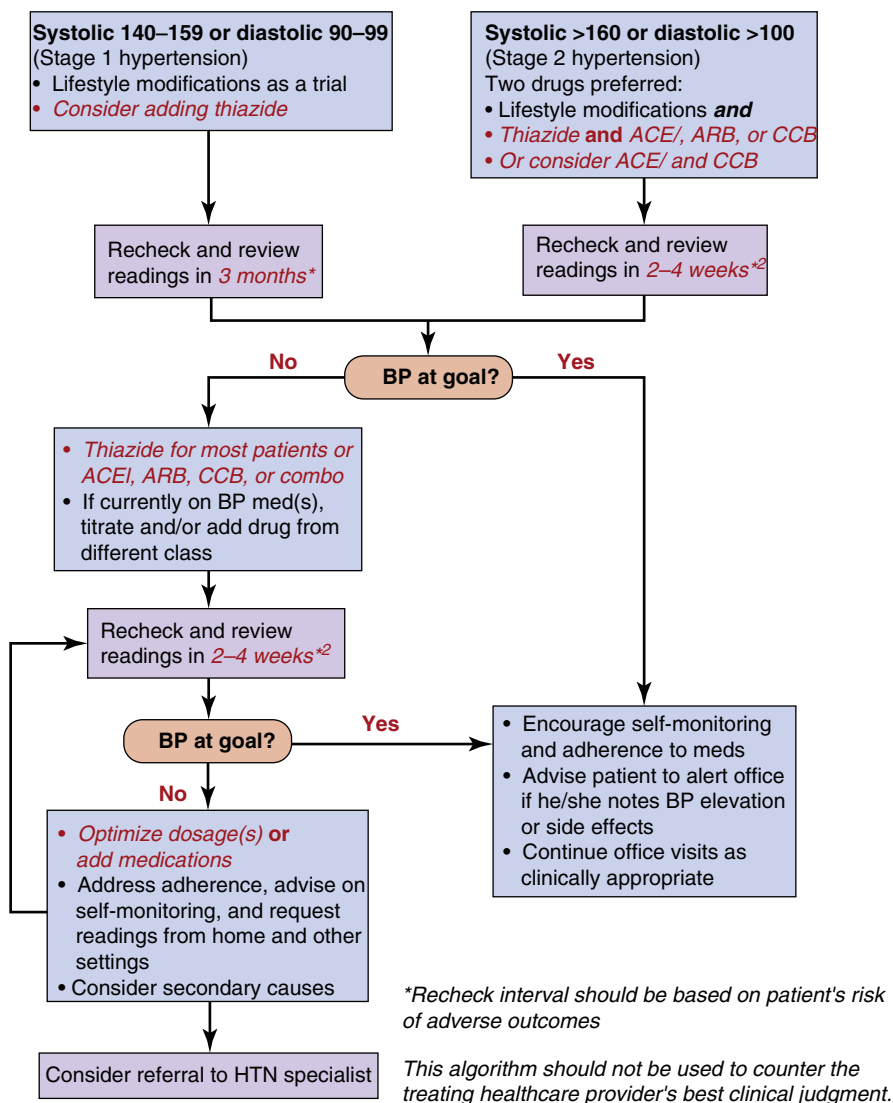 Systolic 140–159 or diastolic 90–99
(Stage 1 hypertension)
• Lifestyle modifications as a trial
• Consider adding thiazide
Systolic >160 or diastolic >100
(Stage 2 hypertension)
Two drugs preferred:
• Lifestyle modifications and
• Thiazide and ACE/, ARB, or CCB
• Or consider ACE/ and CCB
Recheck and review
readings in 3 months*
Recheck and review
readings in 2–4 weeks*2
BP at goal?
No
Yes
• Thiazide for most patients or
ACEI, ARB, CCB, or combo
• If currently on BP med(s),
titrate and/or add drug from
different class
Recheck and review
readings in 2–4 weeks*2
BP at goal?
Yes
No
• Encourage self-monitoring
and adherence to meds
• Advise patient to alert office
if he/she notes BP elevation
or side effects
• Continue office visits as
clinically appropriate
• Optimize dosage(s) or
add medications
• Address adherence, advise on
self-monitoring, and request
readings from home and other
settings
• Consider secondary causes
Consider referral to HTN specialist
*Recheck interval should be based on patient's risk
of adverse outcomes
This algorithm should not be used to counter the
treating healthcare provider's best clinical judgment.